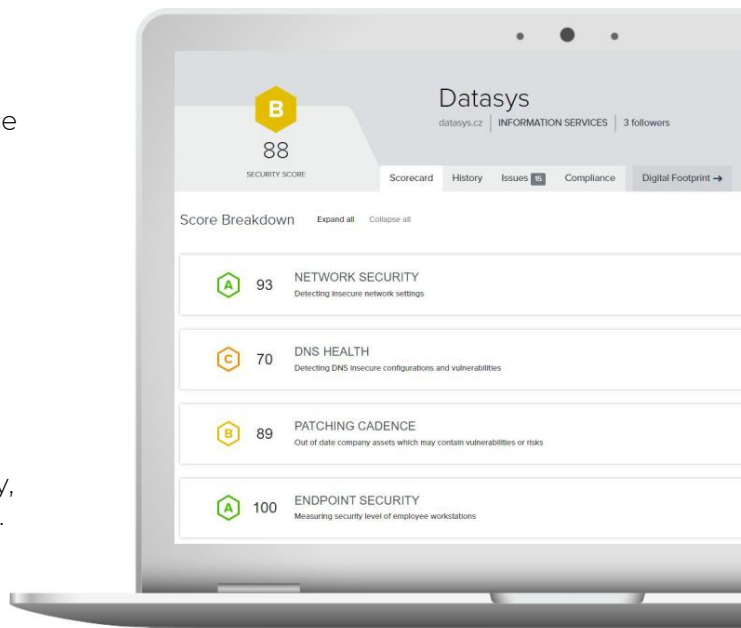 B
88
SECURITY SCORE
Datasys
datasys.cz | INFORMATION SERVICES | 3 followers
Scorecard History Issues 15 Compliance Digital Footprint →
Score Breakdown Expand all Collapse all
A 93 NETWORK SECURITY
Detecting insecure network settings
C 70 DNS HEALTH
Detecting DNS insecure configurations and vulnerabilities
B 89 PATCHING CADENCE
Out of date company assets which may contain vulnerabilities or risks
A 100 ENDPOINT SECURITY
Measuring security level of employee workstations